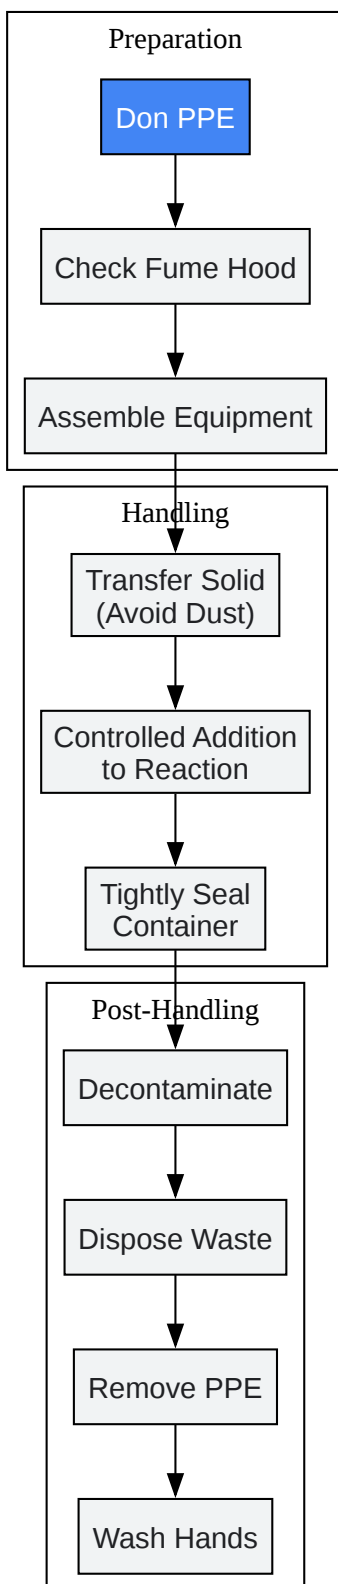 Preparation
Don PPE
Check Fume Hood
Assemble Equipment
Handling
Transfer Solid
(Avoid Dust)
Controlled Addition
to Reaction
Tightly Seal
Container
Post-Handling
Decontaminate
Dispose Waste
Remove PPE
Wash Hands